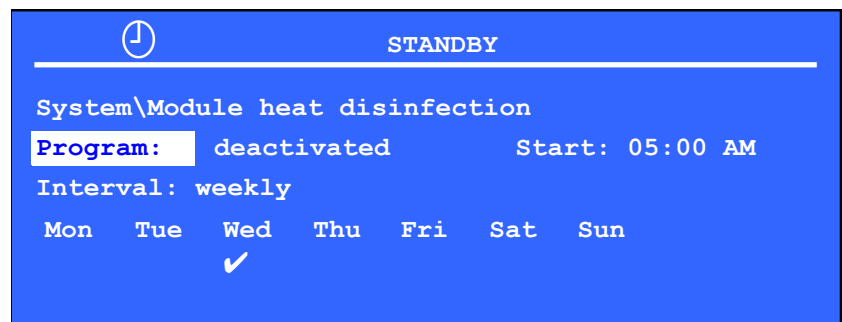 STANDBY
System\Module heat disinfection
Program: deactivated Start: 05:00 AM
Interval: weekly
Mon Tue Wed Thu Fri Sat Sun
✔